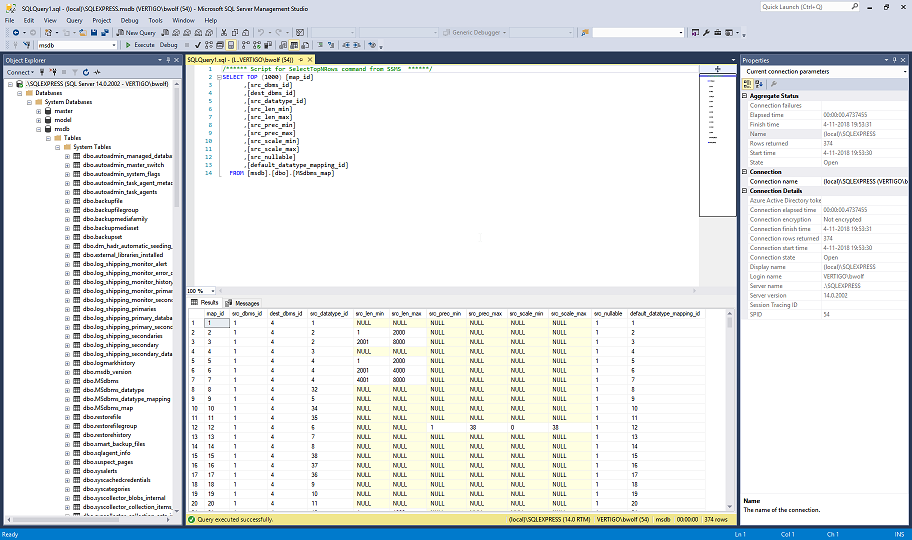 SQLQuery1.sql - (local)\SQLEXPRESS.msdb (VERTIGO\bwolf (54)) - Microsoft SQL Server Management Studio
Quick Launch (Ctrl+Q)
File Edit View Query Project Debug Tools Window Help
New Query
Generic Debugger
msdb
Execute Debug
Object Explorer
Connect
.\SQLEXPRESS (SQL Server 14.0.2002 - VERTIGO\bwolf)
Databases
System Databases
master
model
msdb
Tables
System Tables
dbo.autoadmin_managed_databa
dbo.autoadmin_master_switch
dbo.autoadmin_system_flags
dbo.autoadmin_task_agent_metac
dbo.autoadmin_task_agents
dbo.backupfile
dbo.backupfilegroup
dbo.backupmediafamily
dbo.backupmediaset
dbo.backupset
dbo.dm_hadr_automatic_seeding_
dbo.external_libraries_installed
dbo.log_shipping_monitor_alert
dbo.log_shipping_monitor_error_c
dbo.log_shipping_monitor_history
dbo.log_shipping_monitor_primar
dbo.log_shipping_monitor_second
dbo.log_shipping_primaries
dbo.log_shipping_primary_databa
dbo.log_shipping_primary_second
dbo.log_shipping_secondaries
dbo.log_shipping_secondary
dbo.log_shipping_secondary_data
dbo.logmarkhistory
dbo.msdb_version
dbo.MSdbms
dbo.MSdbms_datatype
dbo.MSdbms_datatype_mapping
dbo.MSdbms_map
dbo.restorefile
dbo.restorefilegroup
dbo.restorehistory
dbo.smart_backup_files
dbo.sqlagent_info
dbo.suspect_pages
dbo.sysalerts
dbo.syscachedcredentials
dbo.syscategories
dbo.syscollector_blobs_internal
dbo.syscollector_collection_items_
SQLQuery1.sql - (l...VERTIGO\bwolf (54))
1 /****** Script for SelectTopNRows command from SSMS ******/
2 SELECT TOP (1000) [map_id]
3 ,[src_dbms_id]
4 ,[dest_dbms_id]
5 ,[src_datatype_id]
6 ,[src_len_min]
7 ,[src_len_max]
8 ,[src_prec_min]
9 ,[src_prec_max]
10 ,[src_scale_min]
11 ,[src_scale_max]
12 ,[src_nullable]
13 ,[default_datatype_mapping_id]
14 FROM [msdb].[dbo].[MSdbms_map]
100 %
Results Messages
map_id src_dbms_id dest_dbms_id src_datatype_id src_len_min src_len_max src_prec_min src_prec_max src_scale_min src_scale_max src_nullable default_datatype_mapping_id
1 1 1 4 1 NULL NULL NULL NULL NULL NULL 1 1
2 2 1 4 2 1 2000 NULL NULL NULL NULL 1 2
3 3 1 4 2 2001 8000 NULL NULL NULL NULL 1 3
4 4 1 4 3 NULL NULL NULL NULL NULL NULL 1 4
5 5 1 4 4 1 2000 NULL NULL NULL NULL 1 5
6 6 1 4 4 2001 4000 NULL NULL NULL NULL 1 6
7 7 1 4 4 4001 8000 NULL NULL NULL NULL 1 7
8 8 1 4 32 NULL NULL NULL NULL NULL NULL 1 8
9 9 1 4 5 NULL NULL NULL NULL NULL NULL 1 9
10 10 1 4 34 NULL NULL NULL NULL NULL NULL 1 10
11 11 1 4 35 NULL NULL NULL NULL NULL NULL 1 11
12 12 1 4 6 NULL NULL 1 38 0 38 1 12
13 13 1 4 7 NULL NULL NULL NULL NULL NULL 1 13
14 14 1 4 8 NULL NULL NULL NULL NULL NULL 1 14
15 15 1 4 38 NULL NULL NULL NULL NULL NULL 1 15
16 16 1 4 37 NULL NULL NULL NULL NULL NULL 1 16
17 17 1 4 36 NULL NULL NULL NULL NULL NULL 1 17
18 18 1 4 9 NULL NULL NULL NULL NULL NULL 1 18
19 19 1 4 10 NULL NULL NULL NULL NULL NULL 1 19
20 20 1 4 11 NULL NULL NULL NULL NULL NULL 1 20
Query executed successfully. (local)\SQLEXPRESS (14.0 RTM) VERTIGO\bwolf (54) msdb 00:00:00 374 rows
Properties
Current connection parameters
Aggregate Status
Connection failures
Elapsed time 00:00:00.4737455
Finish time 4-11-2018 19:53:31
Name (local)\SQLEXPRESS
Rows returned 374
Start time 4-11-2018 19:53:30
State Open
Connection
Connection name (local)\SQLEXPRESS (VERTIGO\b
Connection Details
Azure Active Directory token
Connection elapsed time 00:00:00.4737455
Connection encryption Not encrypted
Connection finish time 4-11-2018 19:53:31
Connection rows returned 374
Connection start time 4-11-2018 19:53:30
Connection state Open
Display name (local)\SQLEXPRESS
Login name VERTIGO\bwolf
Server name .\SQLEXPRESS
Server version 14.0.2002
Session Tracing ID
SPID 54
Name
The name of the connection.
Ready Ln 1 Col 1 Ch 1 INS